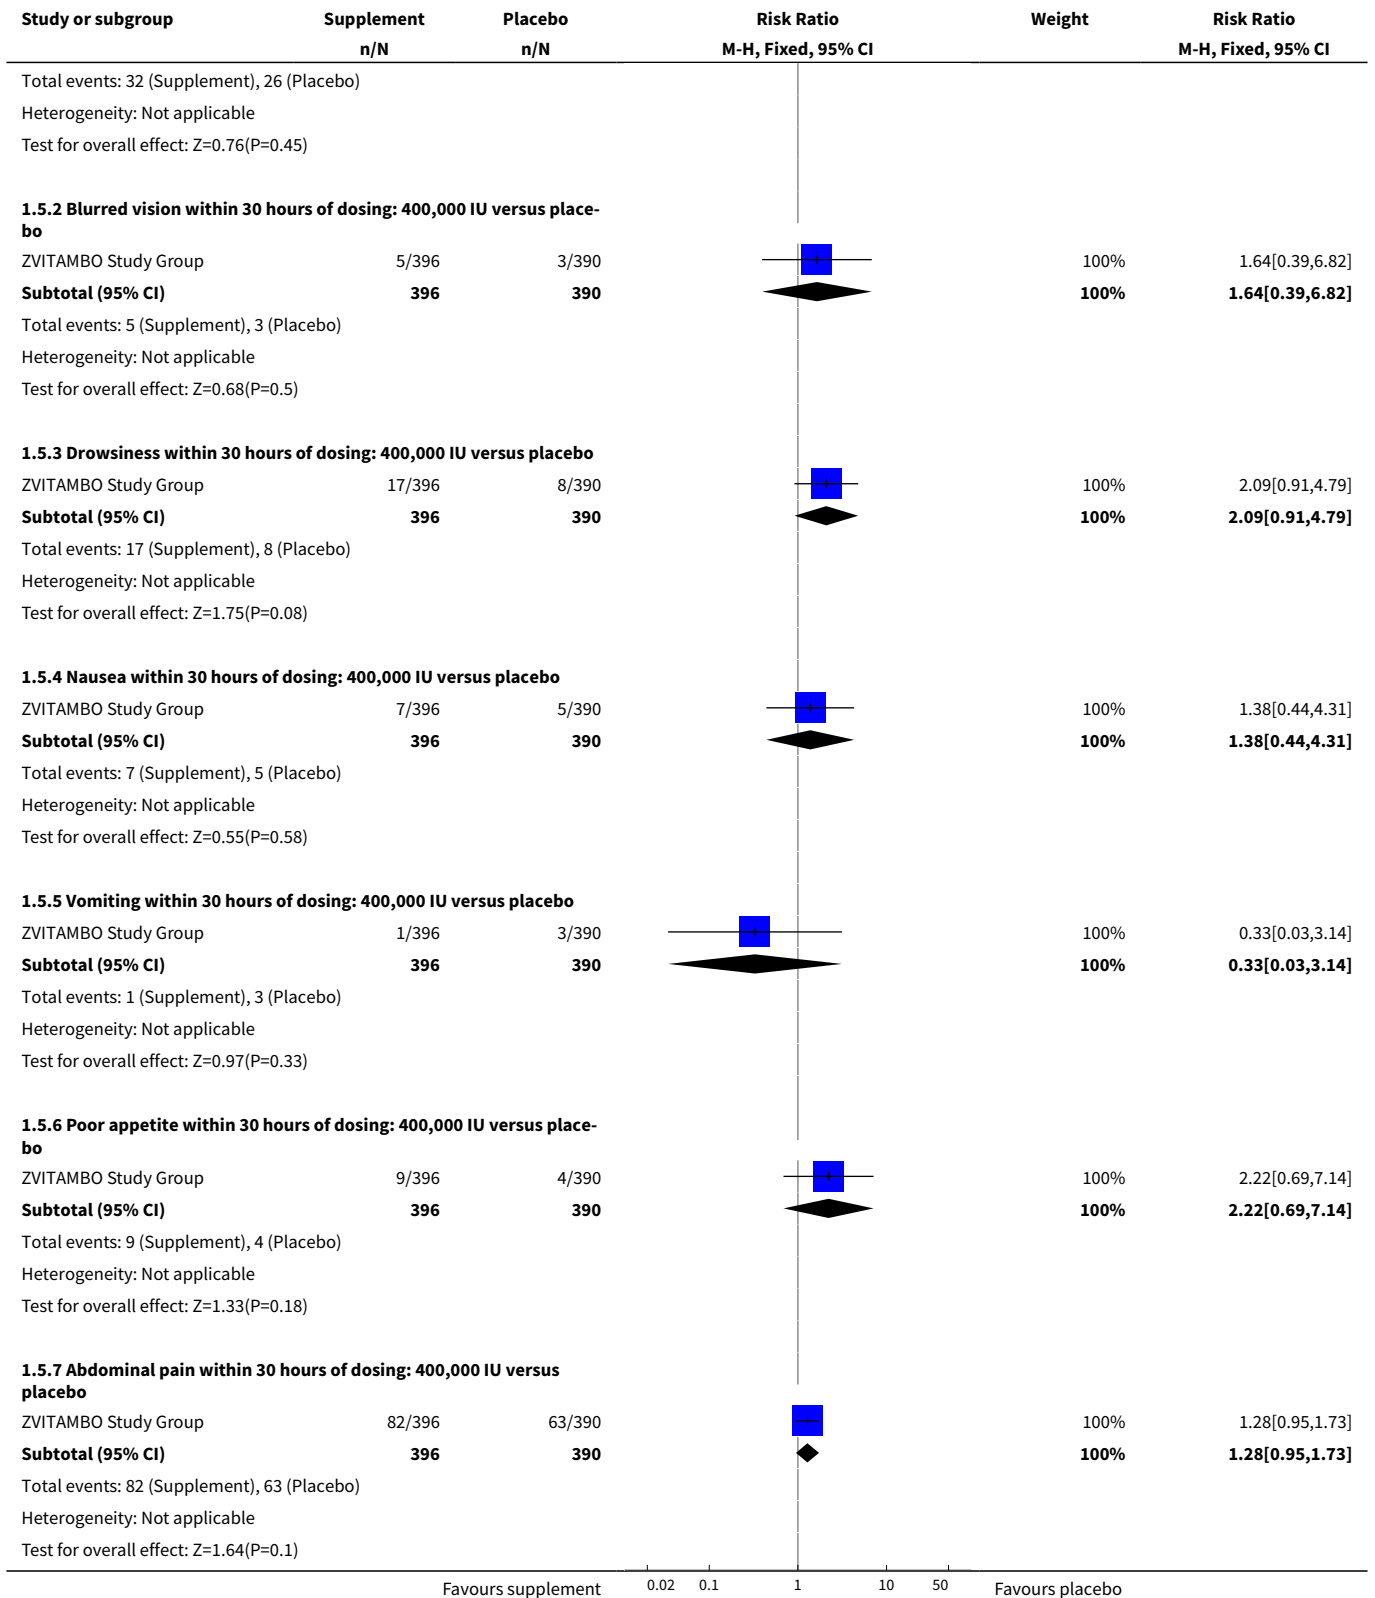 Study or subgroup Supplement Placebo Risk Ratio Weight Risk Ratio
n/N n/N M-H, Fixed, 95% CI M-H, Fixed, 95% CI
Total events: 32 (Supplement), 26 (Placebo)
Heterogeneity: Not applicable
Test for overall effect: Z=0.76(P=0.45)
1.5.2 Blurred vision within 30 hours of dosing: 400,000 IU versus place-
bo
ZVITAMBO Study Group 5/396 3/390 100% 1.64[0.39,6.82]
Subtotal (95% CI) 396 390 100% 1.64[0.39,6.82]
Total events: 5 (Supplement), 3 (Placebo)
Heterogeneity: Not applicable
Test for overall effect: Z=0.68(P=0.5)
1.5.3 Drowsiness within 30 hours of dosing: 400,000 IU versus placebo
ZVITAMBO Study Group 17/396 8/390 100% 2.09[0.91,4.79]
Subtotal (95% CI) 396 390 100% 2.09[0.91,4.79]
Total events: 17 (Supplement), 8 (Placebo)
Heterogeneity: Not applicable
Test for overall effect: Z=1.75(P=0.08)
1.5.4 Nausea within 30 hours of dosing: 400,000 IU versus placebo
ZVITAMBO Study Group 7/396 5/390 100% 1.38[0.44,4.31]
Subtotal (95% CI) 396 390 100% 1.38[0.44,4.31]
Total events: 7 (Supplement), 5 (Placebo)
Heterogeneity: Not applicable
Test for overall effect: Z=0.55(P=0.58)
1.5.5 Vomiting within 30 hours of dosing: 400,000 IU versus placebo
ZVITAMBO Study Group 1/396 3/390 100% 0.33[0.03,3.14]
Subtotal (95% CI) 396 390 100% 0.33[0.03,3.14]
Total events: 1 (Supplement), 3 (Placebo)
Heterogeneity: Not applicable
Test for overall effect: Z=0.97(P=0.33)
1.5.6 Poor appetite within 30 hours of dosing: 400,000 IU versus place-
bo
ZVITAMBO Study Group 9/396 4/390 100% 2.22[0.69,7.14]
Subtotal (95% CI) 396 390 100% 2.22[0.69,7.14]
Total events: 9 (Supplement), 4 (Placebo)
Heterogeneity: Not applicable
Test for overall effect: Z=1.33(P=0.18)
1.5.7 Abdominal pain within 30 hours of dosing: 400,000 IU versus
placebo
ZVITAMBO Study Group 82/396 63/390 100% 1.28[0.95,1.73]
Subtotal (95% CI) 396 390 100% 1.28[0.95,1.73]
Total events: 82 (Supplement), 63 (Placebo)
Heterogeneity: Not applicable
Test for overall effect: Z=1.64(P=0.1)
Favours supplement 0.02 0.1 1 10 50 Favours placebo